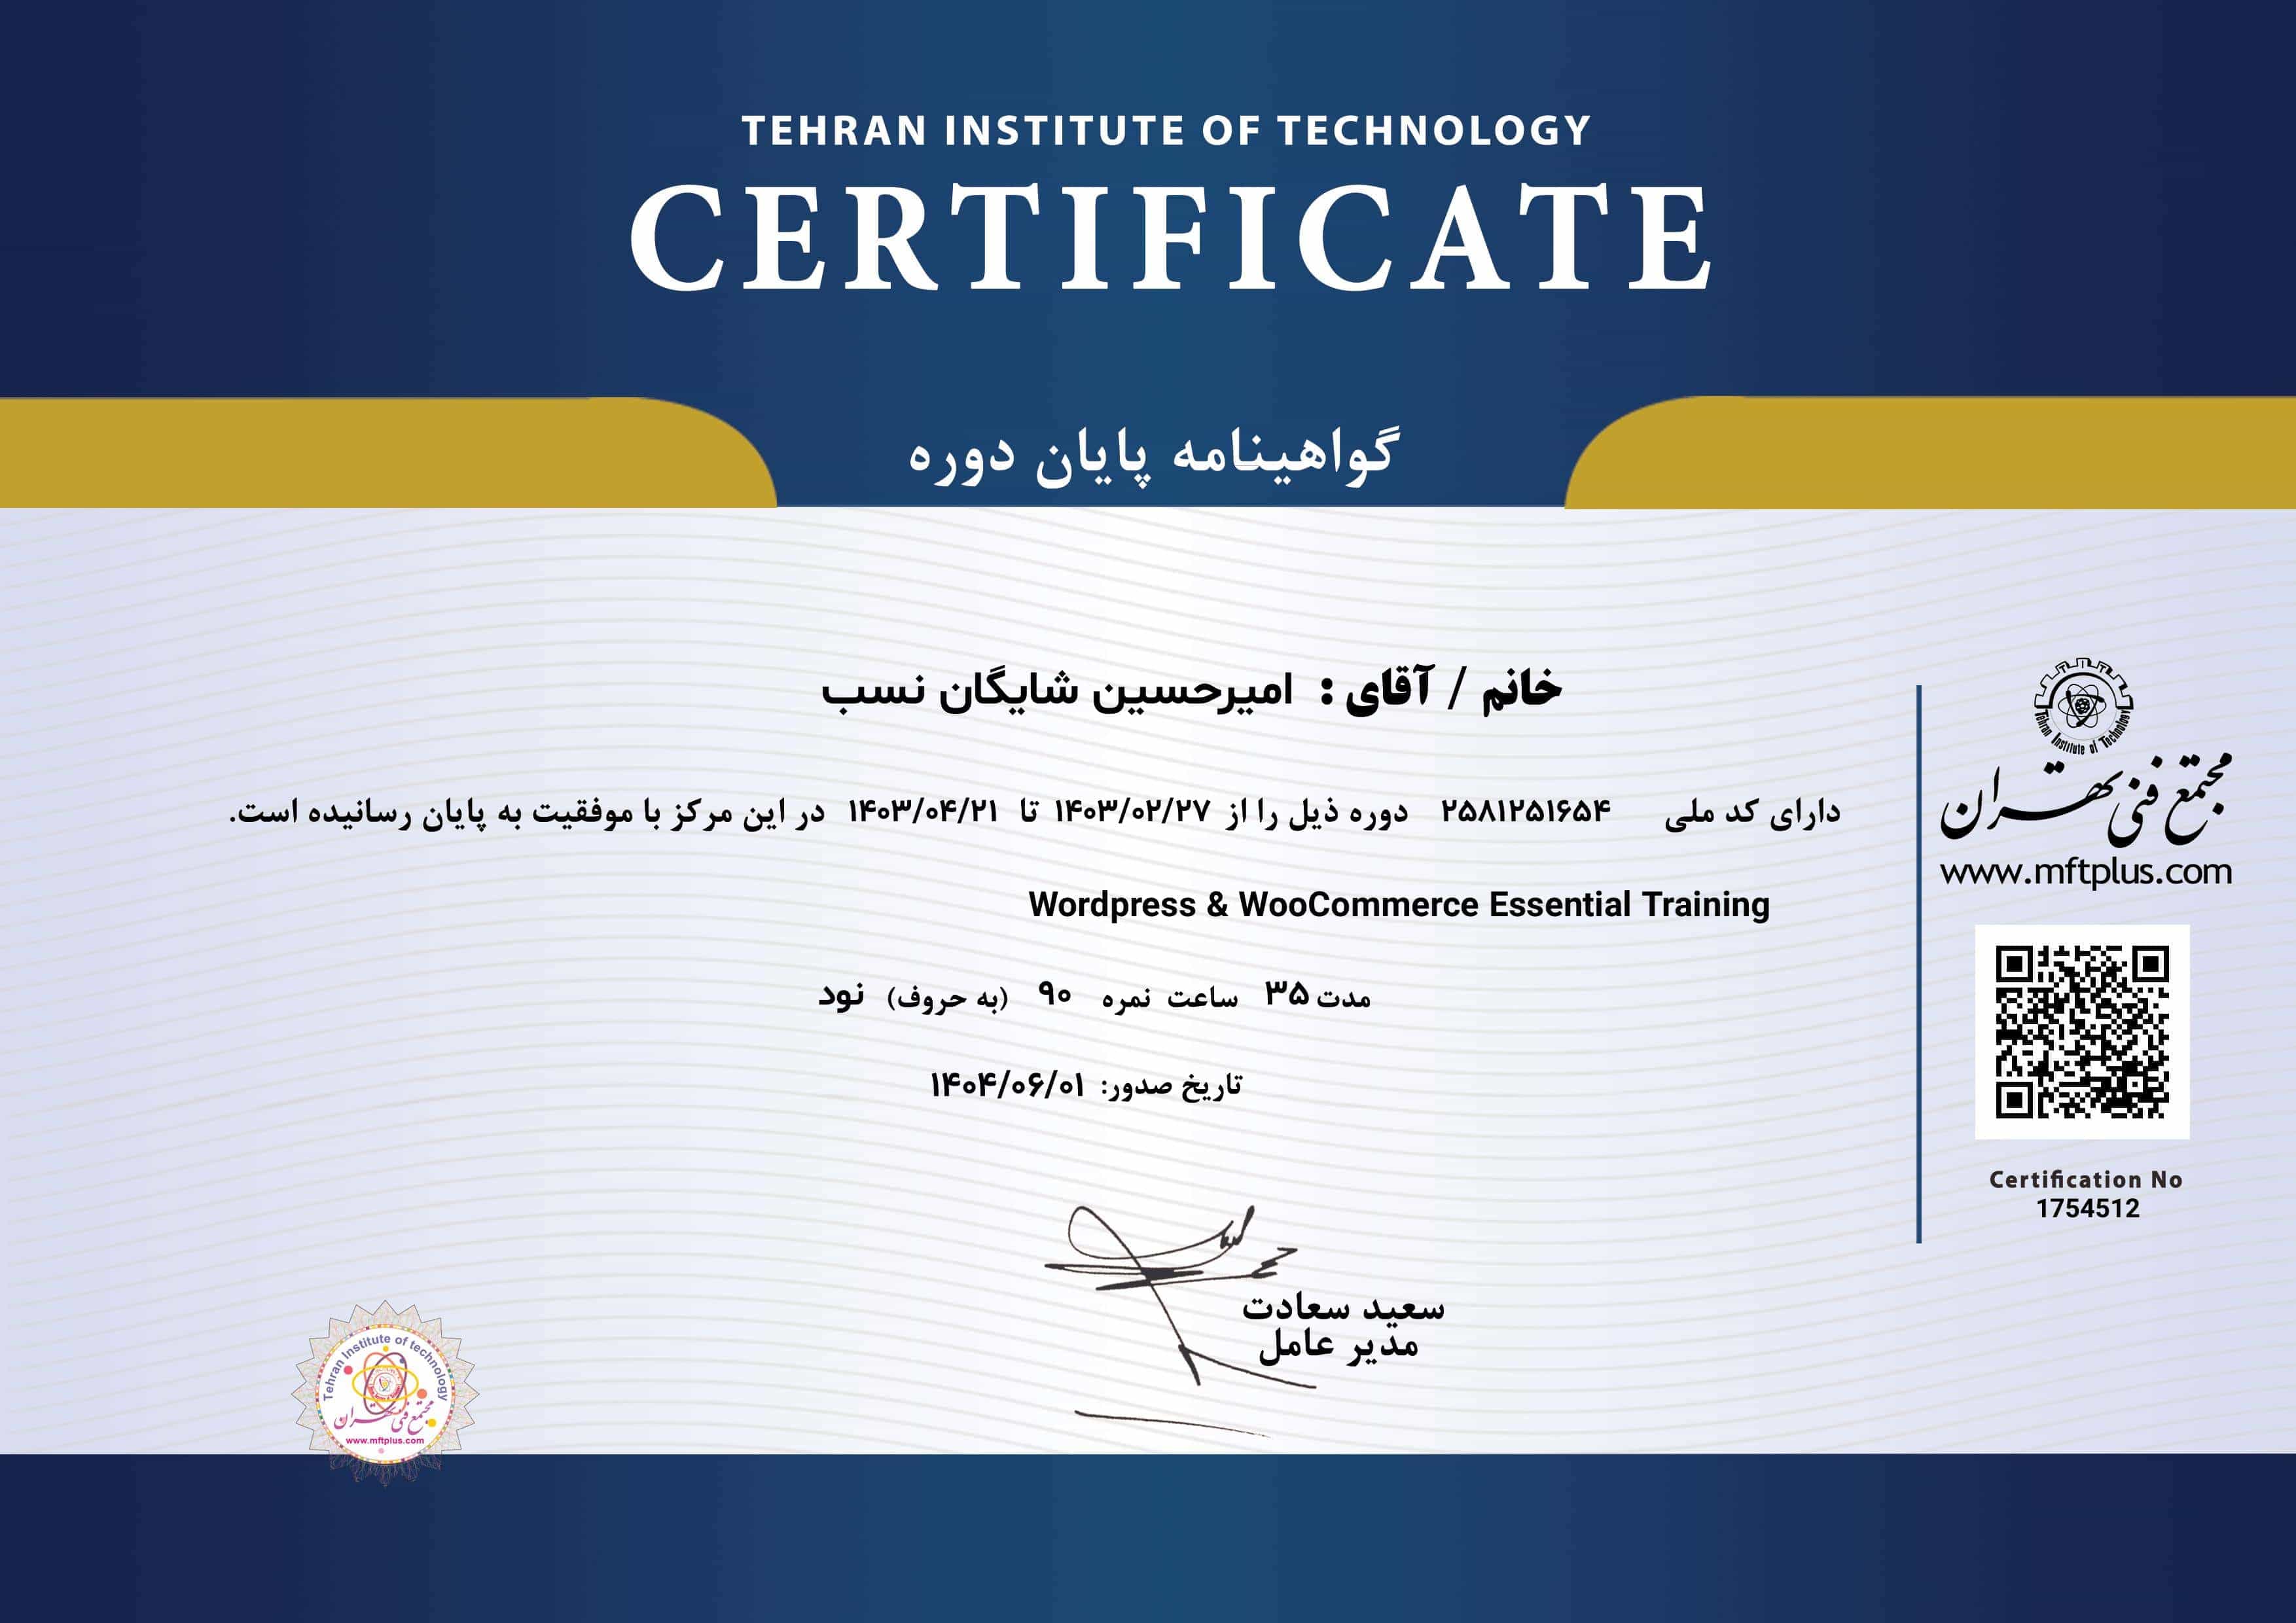 TEHRAN INSTITUTE OF TECHNOLOGY
CERTIFICATE
گواهینامه پایان دوره
خانم / آقای : امیرحسین شایگان نسب
دارای کد ملی ۲۵۸۱۲۵۱۶۵۴ دوره ذیل را از ۱۴۰۳/۰۲/۲۷ تا ۱۴۰۳/۰۴/۲۱ در این مرکز با موفقیت به پایان رسانیده است.
Wordpress & WooCommerce Essential Training
مدت ۳۵ ساعت نمره ۹۰ (به حروف) نود
تاریخ صدور: ۱۴۰۴/۰۶/۰۱
سعید سعادت
مدیر عامل
Tehran Institute of Technology
مجتمع فنی تهران
www.mftplus.com
Certification No
1754512
Tehran Institute of technology
مجتمع فنی تهران
www.mftplus.com